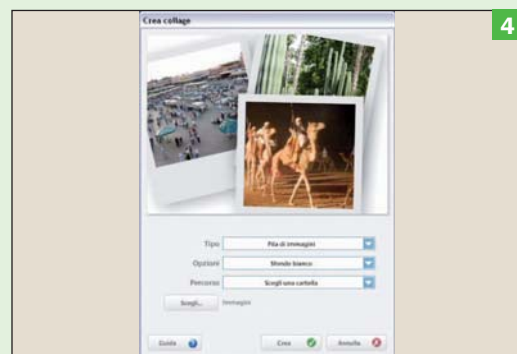 Crea collage
4
Tipo Pila di immagini
Opzioni Sfondo bianco
Percorso Scegli una cartella
Scegli... Immagini
Guida Crea Annulla